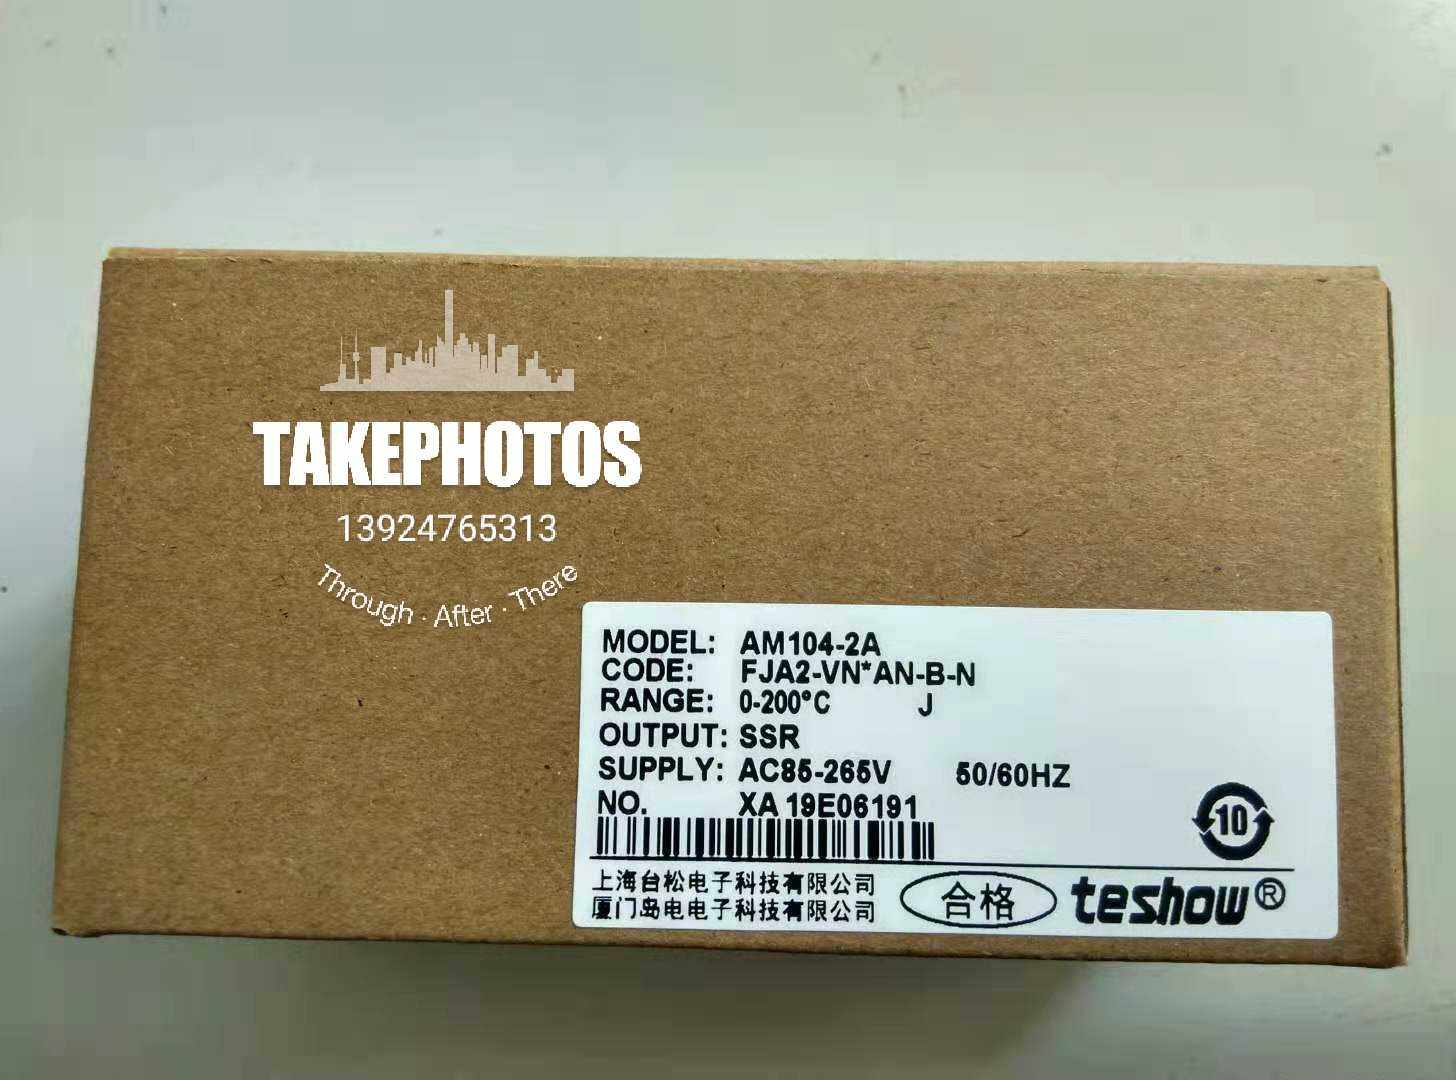 TAKEPHOTOS
13924765313
Through · After · There
MODEL: AM104-2A
CODE: FJA2-VN*AN-B-N
RANGE: 0-200°C J
OUTPUT: SSR
SUPPLY: AC85-265V 50/60HZ
NO. XA 19E06191
10
上海台松电子科技有限公司
厦门岛电电子科技有限公司
合格
teshow®